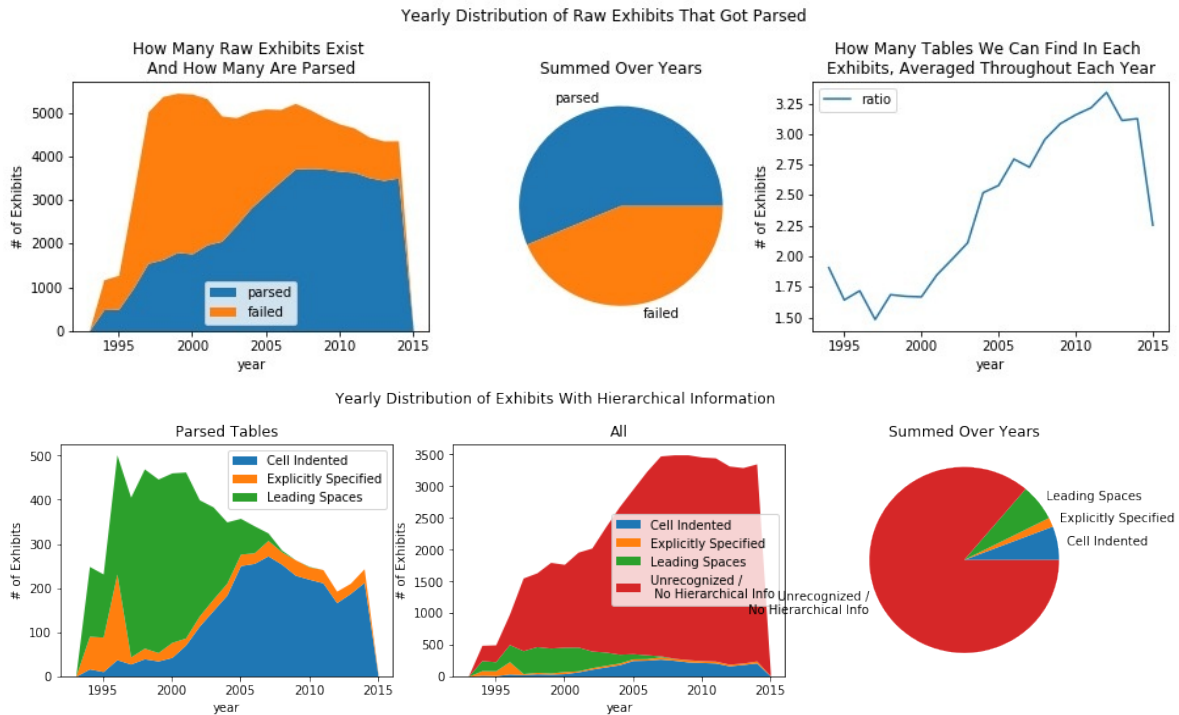 Yearly Distribution of Raw Exhibits That Got Parsed
How Many Raw Exhibits Exist
And How Many Are Parsed
# of Exhibits
5000
4000
3000
2000
1000
0
parsed
failed
1995
2000
2005
2010
2015
year
Summed Over Years
parsed
failed
How Many Tables We Can Find In Each
Exhibits, Averaged Throughout Each Year
ratio
# of Exhibits
3.25
3.00
2.75
2.50
2.25
2.00
1.75
1.50
1995
2000
2005
2010
2015
year
Yearly Distribution of Exhibits With Hierarchical Information
Parsed Tables
# of Exhibits
500
400
300
200
100
0
Cell Indented
Explicitly Specified
Leading Spaces
1995
2000
2005
2010
2015
year
All
# of Exhibits
3500
3000
2500
2000
1500
1000
500
0
Cell Indented
Explicitly Specified
Leading Spaces
Unrecognized /
No Hierarchical Info
1995
2000
2005
2010
2015
year
Summed Over Years
Leading Spaces
Explicitly Specified
Cell Indented
Unrecognized /
No Hierarchical Info